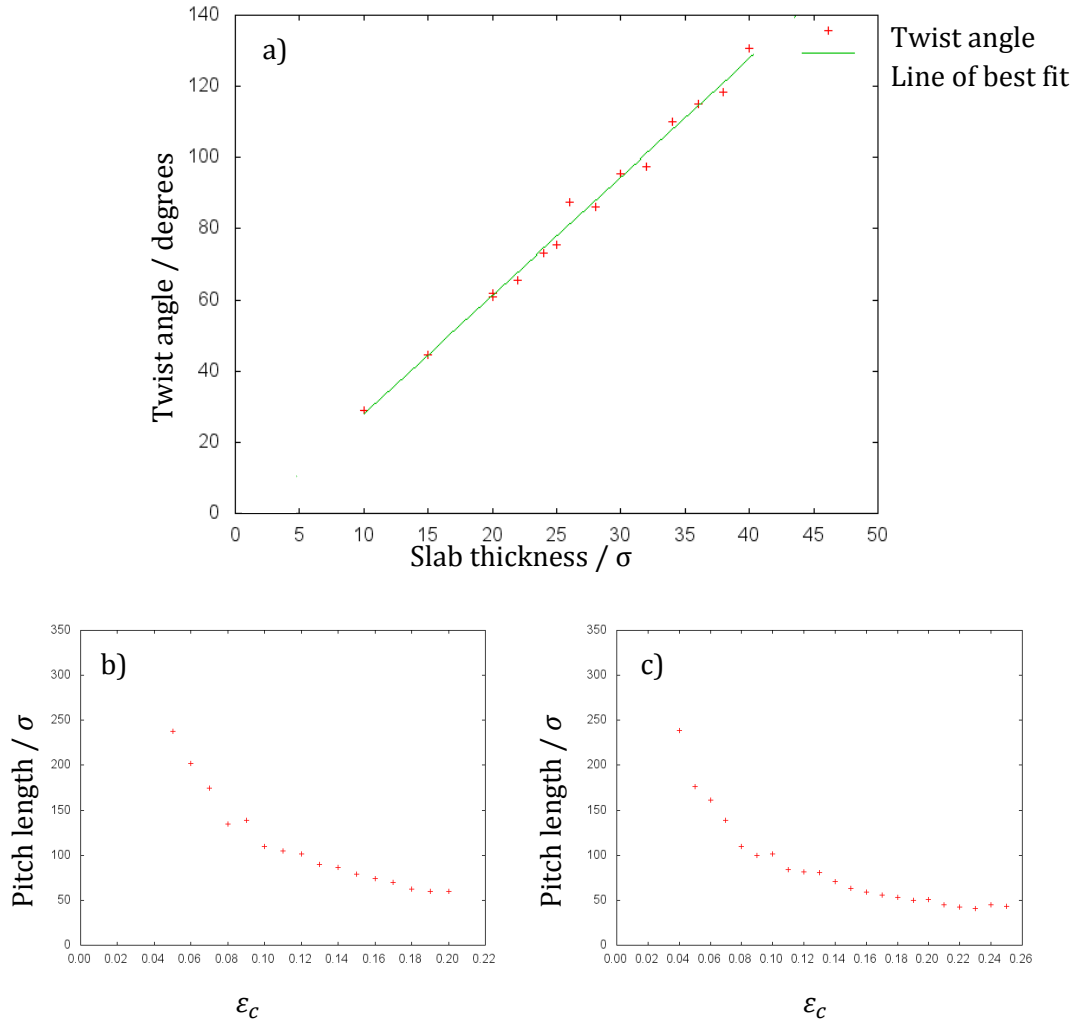 a)
Twist angle
Line of best fit
Twist angle / degrees
140
120
100
80
60
40
20
0
0 5 10 15 20 25 30 35 40 45 50
Slab thickness / σ
b)
Pitch length / σ
350
300
250
200
150
100
50
0
0.00 0.02 0.04 0.06 0.08 0.10 0.12 0.14 0.16 0.18 0.20 0.22
ε_c
c)
Pitch length / σ
350
300
250
200
150
100
50
0
0.00 0.02 0.04 0.06 0.08 0.10 0.12 0.14 0.16 0.18 0.20 0.22 0.24 0.26
ε_c